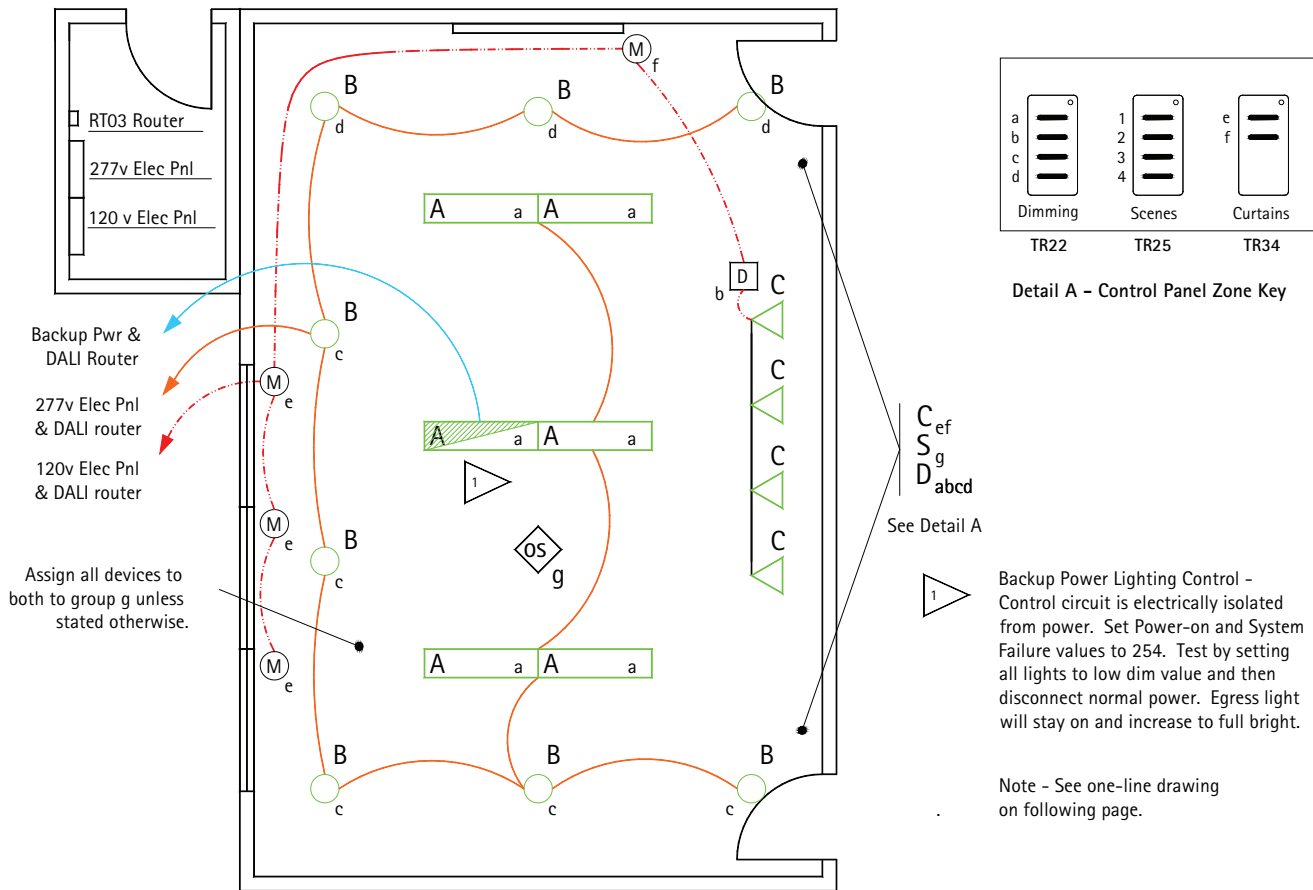 RT03 Router
277v Elec Pnl
120 v Elec Pnl
Backup Pwr &
DALI Router
277v Elec Pnl
& DALI router
120v Elec Pnl
& DALI router
Assign all devices to
both to group g unless
stated otherwise.
M
f
B
d
B
d
B
d
A a A a
D
b
C
B
c
M
e
C
A a A a
1
C
M
e
OS
g
B
c
C
M
e
A a A a
B
c
B
c
B
c
a
b
c
d
Dimming
TR22
1
2
3
4
Scenes
TR25
e
f
Curtains
TR34
Detail A - Control Panel Zone Key
C ef
S g
D abcd
See Detail A
1
Backup Power Lighting Control -
Control circuit is electrically isolated
from power. Set Power-on and System
Failure values to 254. Test by setting
all lights to low dim value and then
disconnect normal power. Egress light
will stay on and increase to full bright.
Note - See one-line drawing
on following page.
.